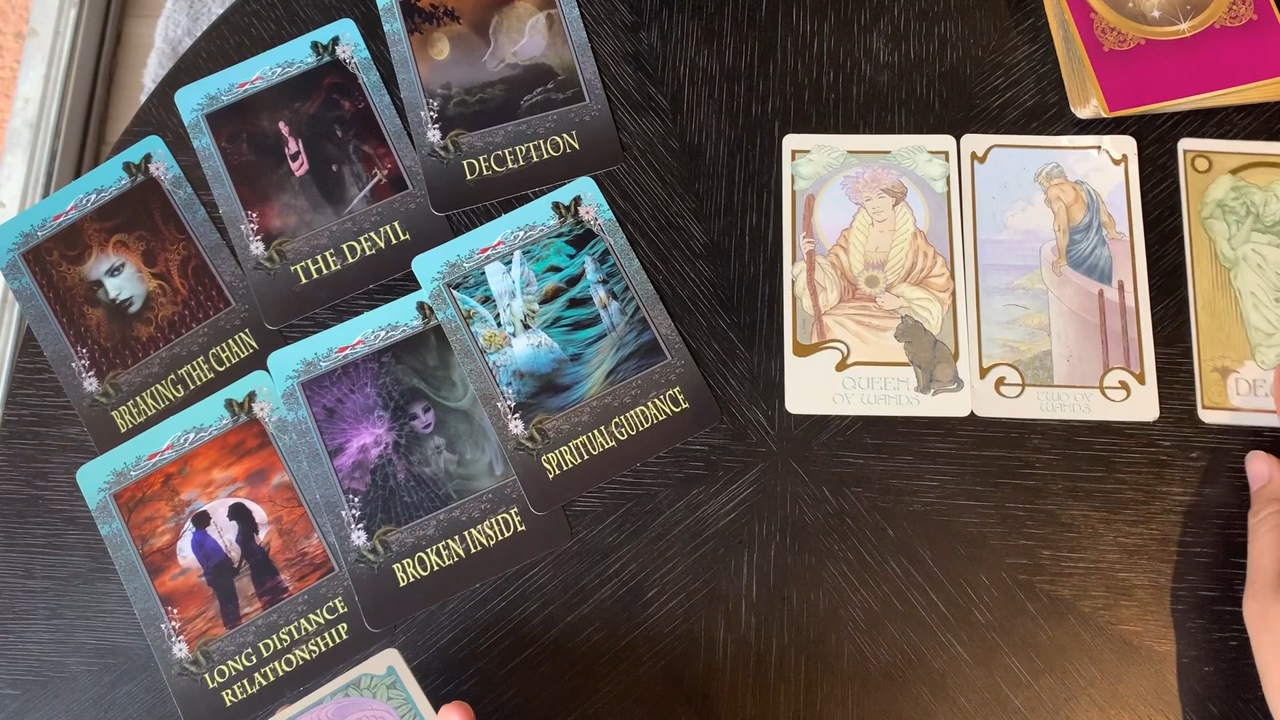 DECEPTION
THE DEVIL
BREAKING THE CHAIN
SPIRITUAL GUIDANCE
BROKEN INSIDE
LONG DISTANCE
RELATIONSHIP
QUEEN
OF WANDS
TWO OF
WANDS